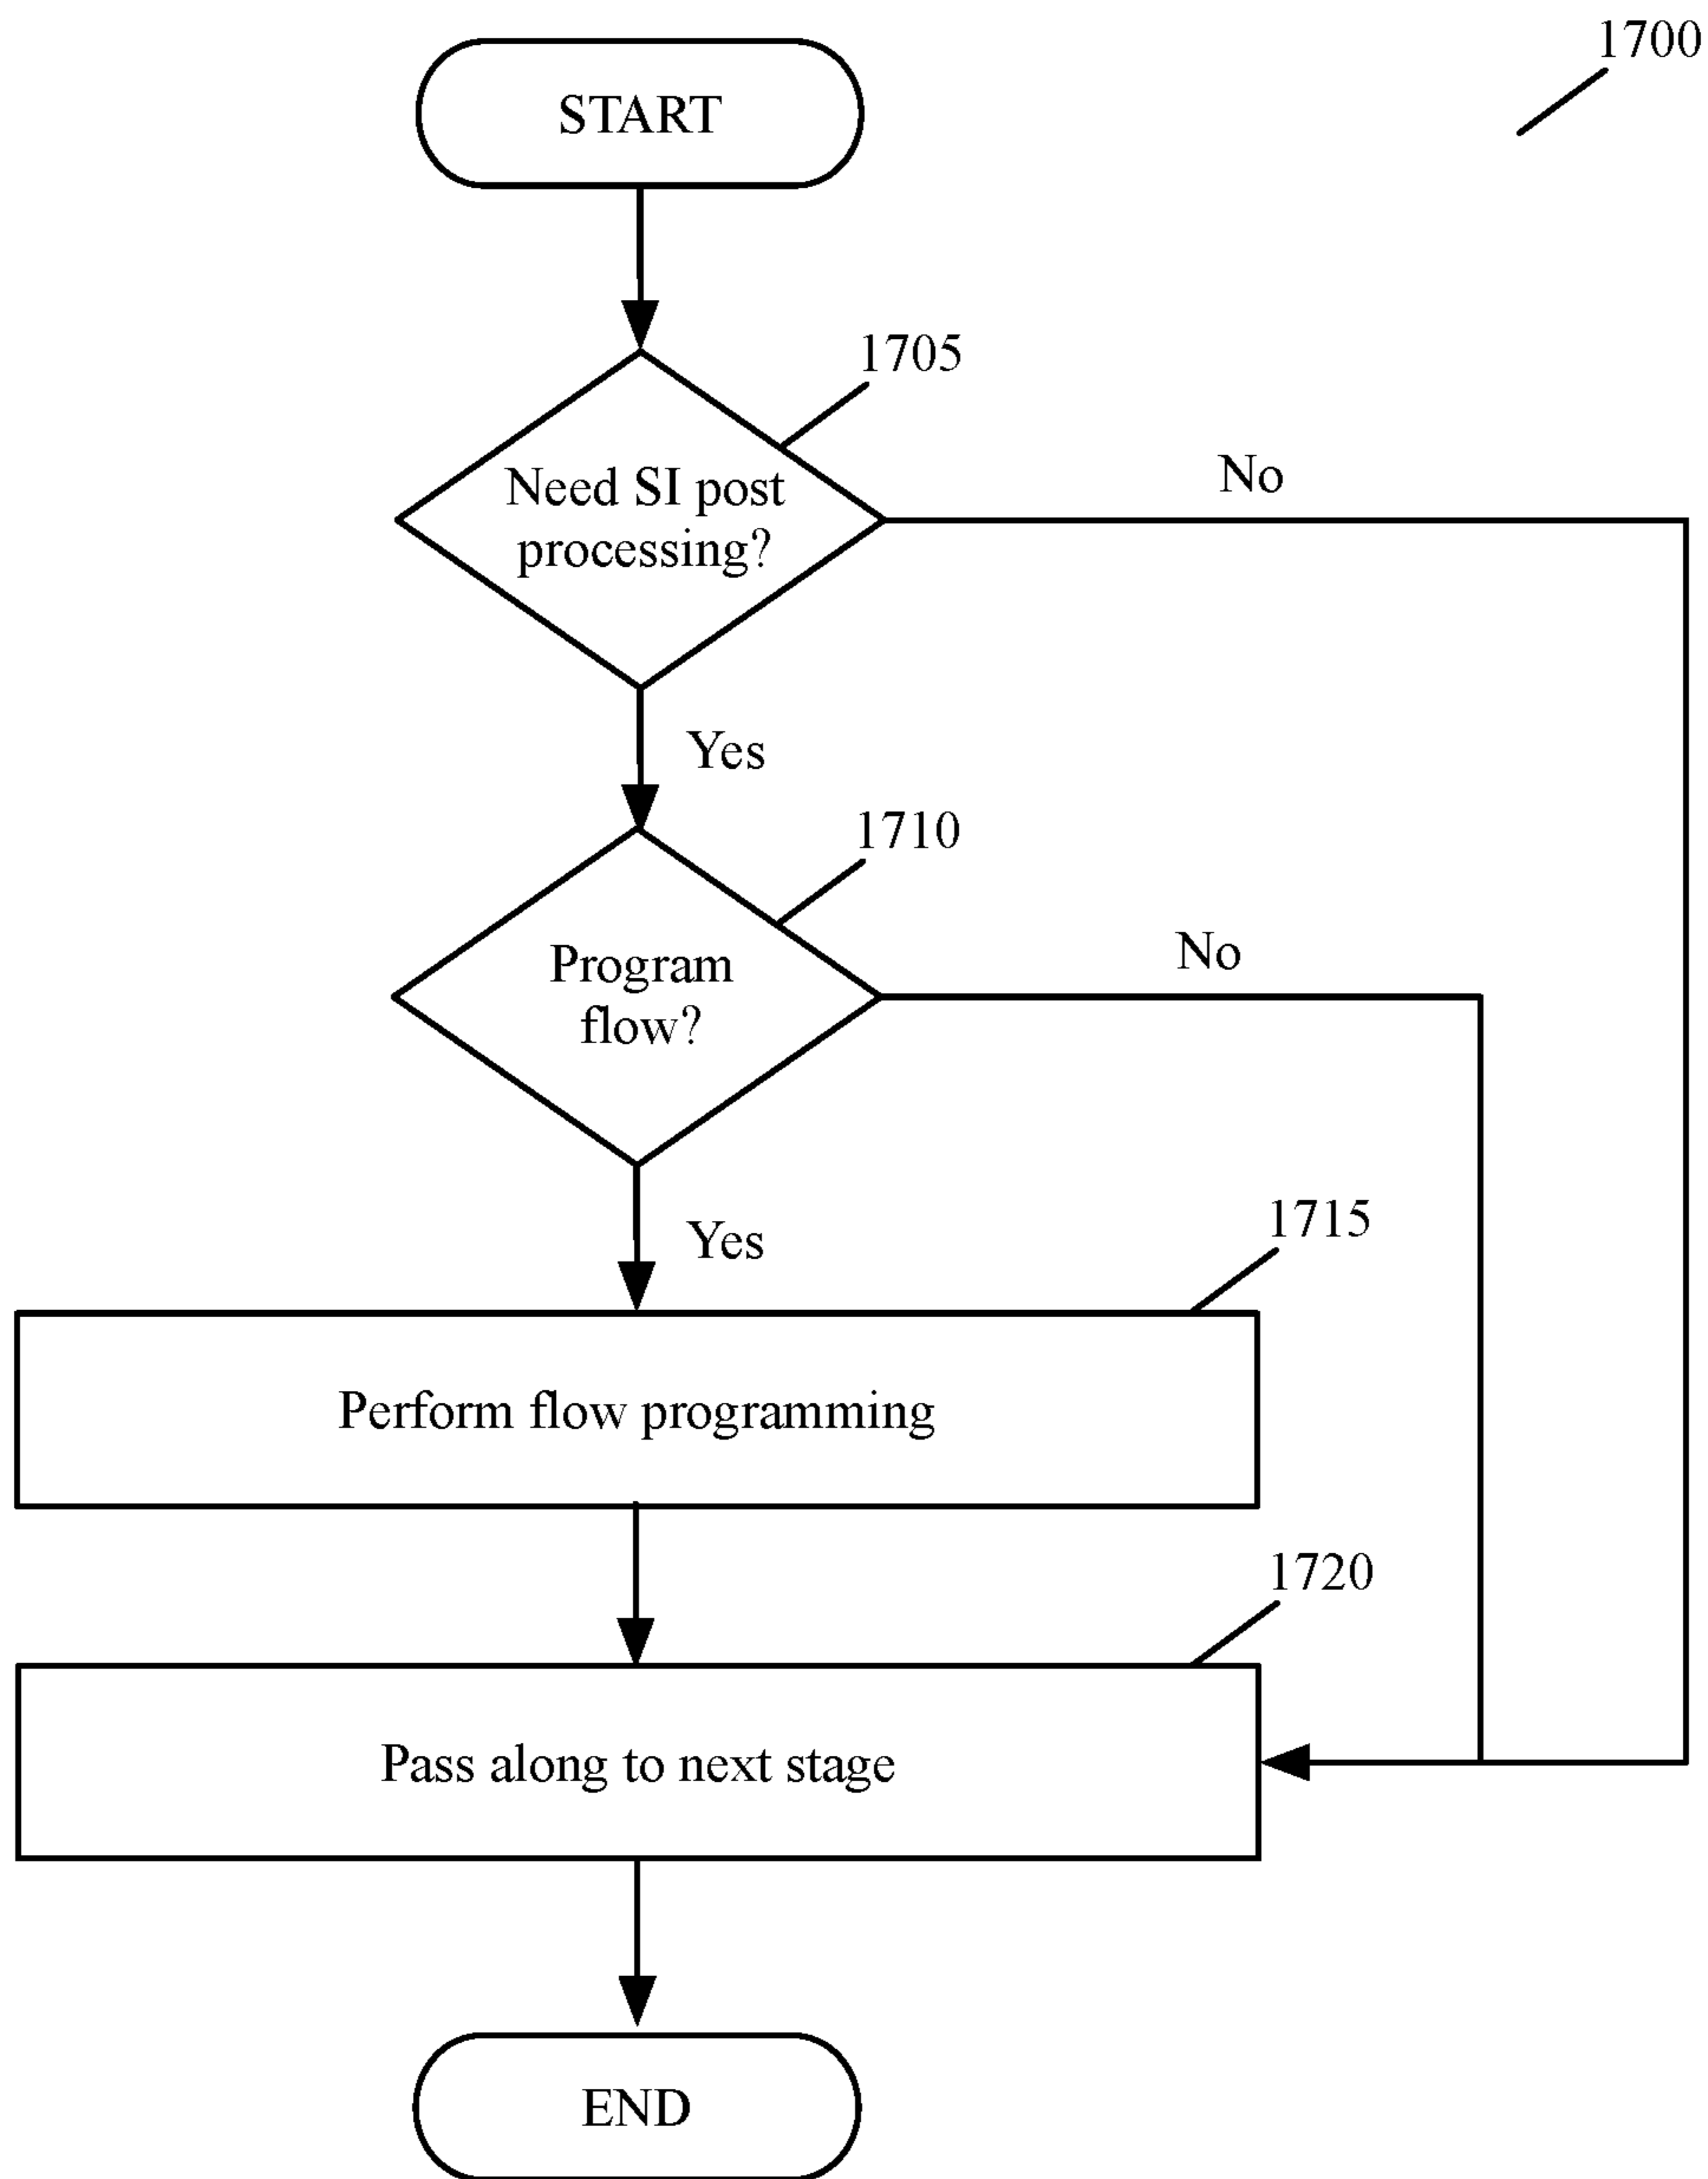 1700
START
1705
Need SI post
processing?
No
Yes
1710
Program
flow?
No
Yes
1715
Perform flow programming
1720
Pass along to next stage
END